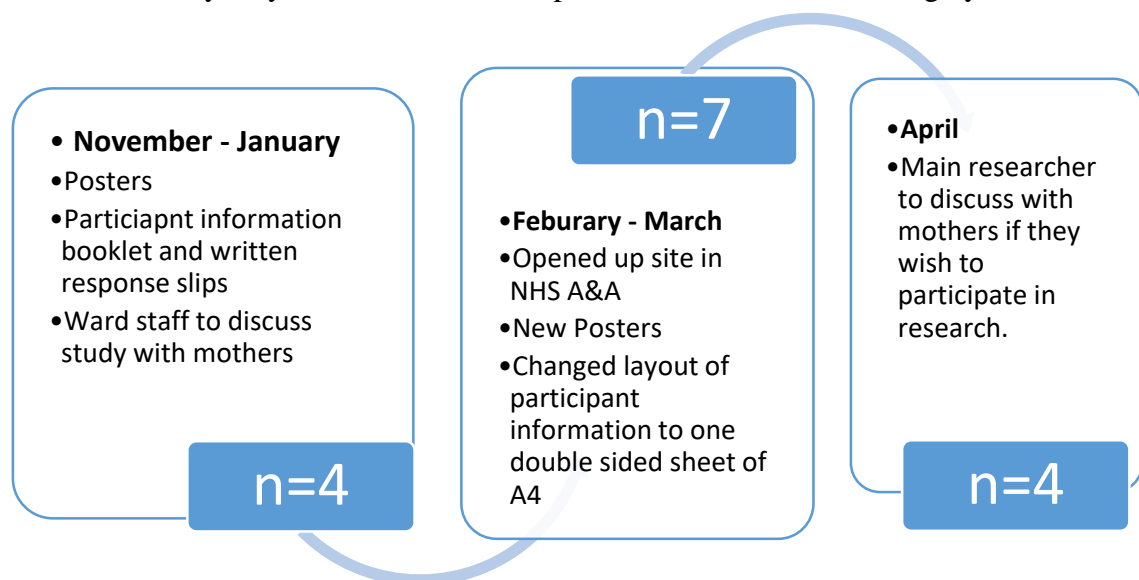 • November - January
•Posters
•Particiapnt information
booklet and written
response slips
•Ward staff to discuss
study with mothers
n=4
n=7
•Feburary - March
•Opened up site in
NHS A&A
•New Posters
•Changed layout of
participant
information to one
double sided sheet of
A4
•April
•Main researcher
to discuss with
mothers if they
wish to
participate in
research.
n=4